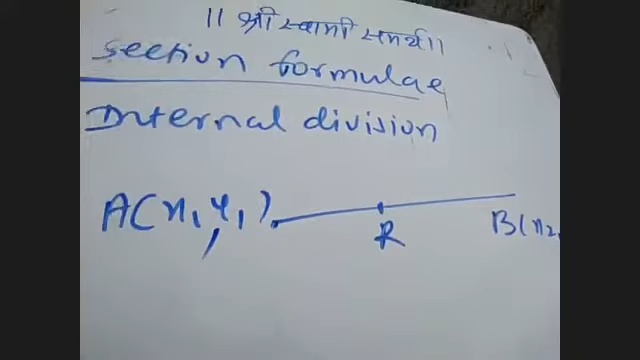 || श्री स्वामी समर्थ ||
section formulae
Internal division
A(x₁, y₁)
R
B(x₂,